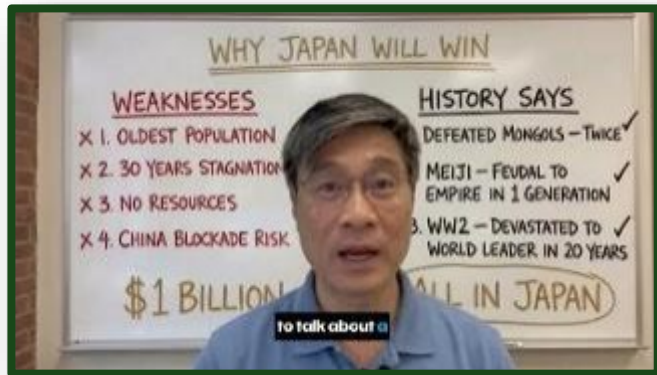 WHY JAPAN WILL WIN
WEAKNESSES
X 1. OLDEST POPULATION
X 2. 30 YEARS STAGNATION
X 3. NO RESOURCES
X 4. CHINA BLOCKADE RISK
$1 BILLION
HISTORY SAYS
DEFEATED MONGOLS – TWICE ✓
MEIJI – FEUDAL TO ✓
EMPIRE IN 1 GENERATION
3. WW2 – DEVASTATED TO ✓
WORLD LEADER IN 20 YEARS
ALL IN JAPAN
to talk about a